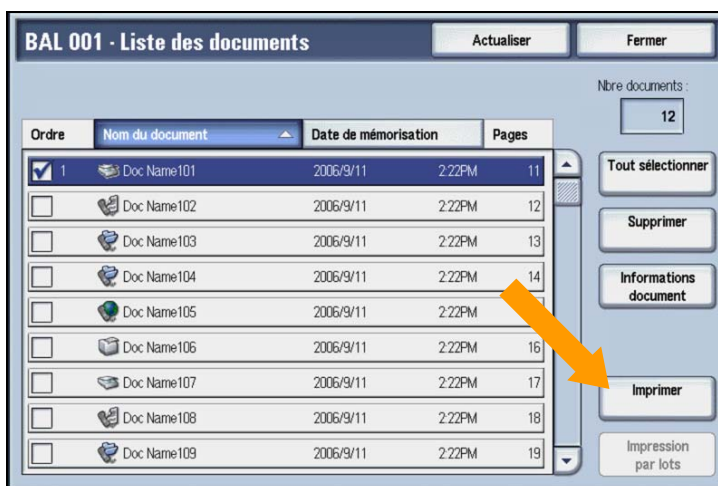 BAL 001 · Liste des documents
Actualiser
Fermer
Nbre documents :
12
Ordre Nom du document Date de mémorisation Pages
1 Doc Name101 2006/9/11 2:22PM 11
Doc Name102 2006/9/11 2:22PM 12
Doc Name103 2006/9/11 2:22PM 13
Doc Name104 2006/9/11 2:22PM 14
Doc Name105 2006/9/11 2:22PM
Doc Name106 2006/9/11 2:22PM 16
Doc Name107 2006/9/11 2:22PM 17
Doc Name108 2006/9/11 2:22PM 18
Doc Name109 2006/9/11 2:22PM 19
Tout sélectionner
Supprimer
Informations
document
Imprimer
Impression
par lots